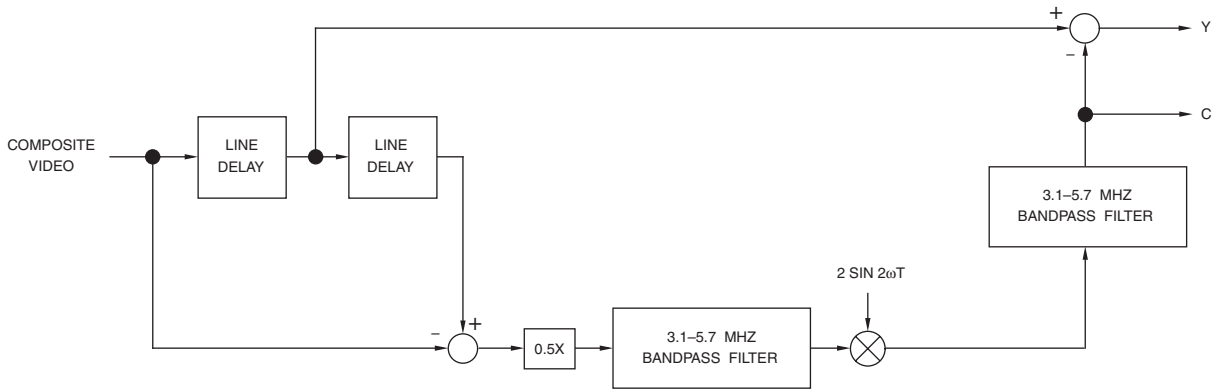 +
Y
–
C
COMPOSITE
VIDEO
LINE
DELAY
LINE
DELAY
3.1–5.7 MHZ
BANDPASS FILTER
2 SIN 2ωT
–
+
0.5X
3.1–5.7 MHZ
BANDPASS FILTER